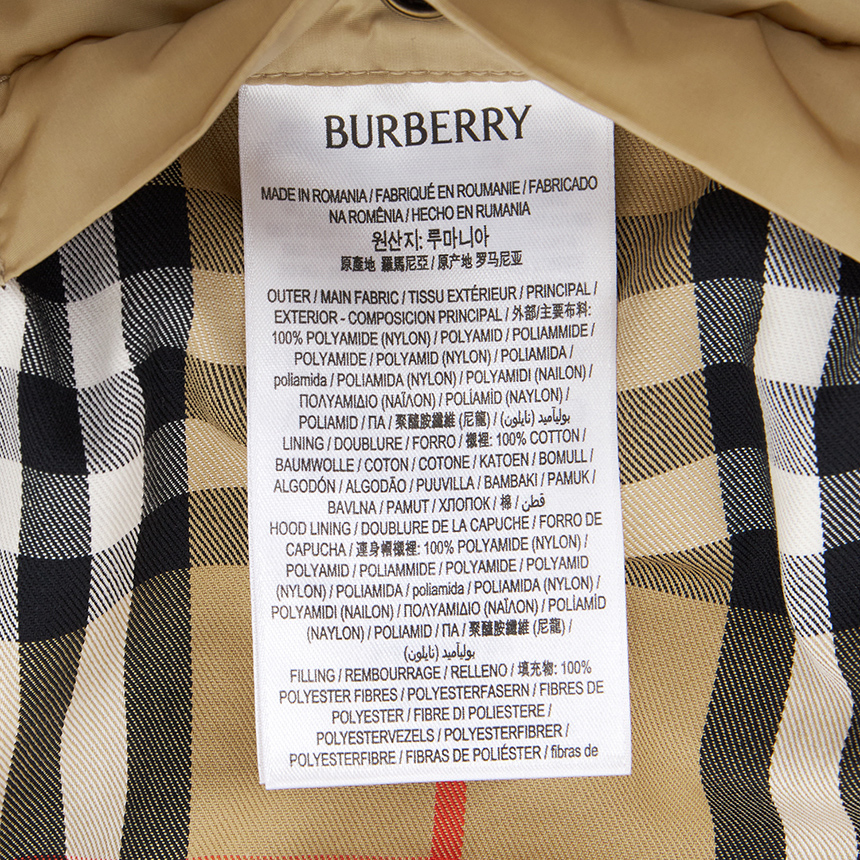 BURBERRY
MADE IN ROMANIA / FABRIQUÉ EN ROUMANIE / FABRICADO
NA ROMÊNIA / HECHO EN RUMANIA
원산지: 루마니아
原產地 羅馬尼亞 / 原产地 罗马尼亚
OUTER / MAIN FABRIC / TISSU EXTÉRIEUR / PRINCIPAL /
EXTERIOR - COMPOSICION PRINCIPAL / 外部/主要布料:
100% POLYAMIDE (NYLON) / POLYAMID / POLIAMMIDE /
POLYAMIDE / POLYAMID (NYLON) / POLIAMIDA /
poliamida / POLIAMIDA (NYLON) / POLYAMIDI (NAILON) /
ΠΟΛΥΑΜΙΔΙΟ (ΝΑΪΛΟΝ) / POLİAMİD (NAYLON) /
POLIAMID / ПА / 聚醯胺纖維 (尼龍) / بوليأميد (نايلون) /
LINING / DOUBLURE / FORRO / 襯裡: 100% COTTON /
BAUMWOLLE / COTON / COTONE / KATOEN / BOMULL /
ALGODÓN / ALGODÃO / PUUVILLA / BAMBAKI / PAMUK /
BAVLNA / PAMUT / ХЛОПОК / 棉 / قطن /
HOOD LINING / DOUBLURE DE LA CAPUCHE / FORRO DE
CAPUCHA / 連身帽襯裡: 100% POLYAMIDE (NYLON) /
POLYAMID / POLIAMMIDE / POLYAMIDE / POLYAMID
(NYLON) / POLIAMIDA / poliamida / POLIAMIDA (NYLON) /
POLYAMIDI (NAILON) / ΠΟΛΥΑΜΙΔΙΟ (ΝΑΪΛΟΝ) / POLİAMİD
(NAYLON) / POLIAMID / ПА / 聚醯胺纖維 (尼龍) /
بوليأميد (نايلون)
FILLING / REMBOURRAGE / RELLENO / 填充物: 100%
POLYESTER FIBRES / POLYESTERFASERN / FIBRES DE
POLYESTER / FIBRE DI POLIESTERE /
POLYESTERVEZELS / POLYESTERFIBRER /
POLYESTERFIBRE / FIBRAS DE POLIÉSTER / fibras de